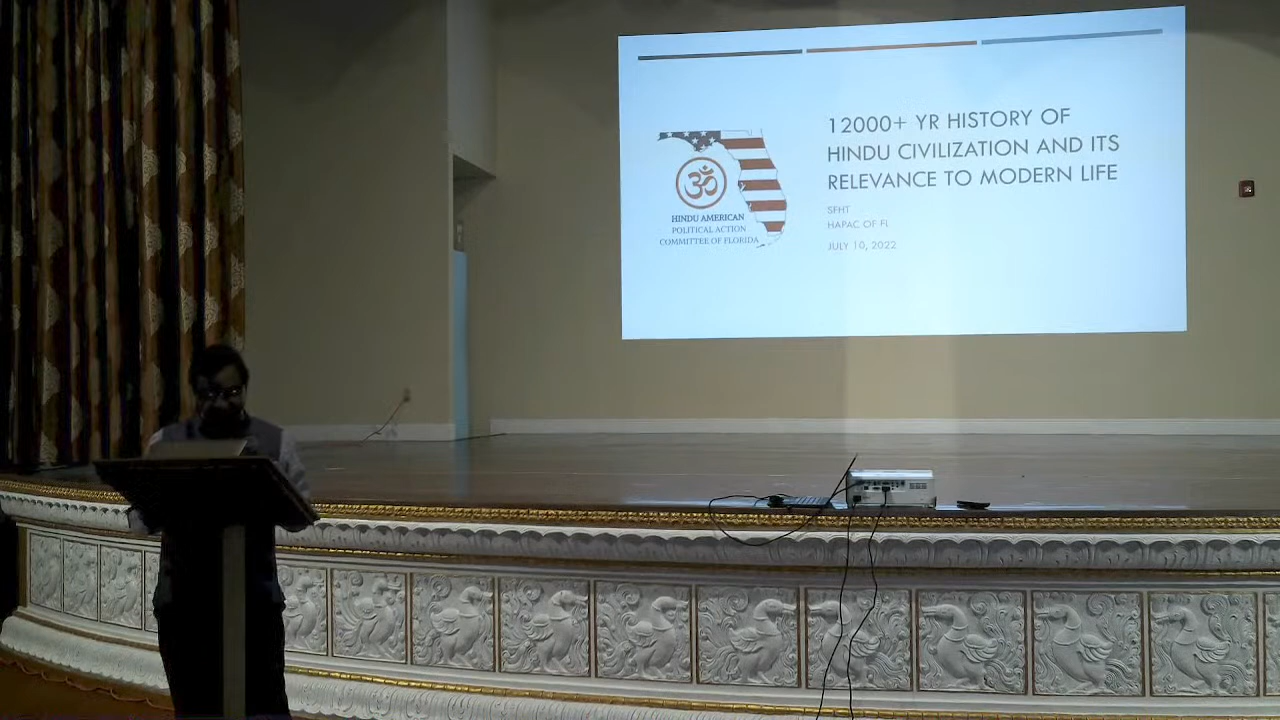 ॐ
HINDU AMERICAN
POLITICAL ACTION
COMMITTEE OF FLORIDA
12000+ YR HISTORY OF
HINDU CIVILIZATION AND ITS
RELEVANCE TO MODERN LIFE
SFHT
HAPAC OF FL
JULY 10, 2022